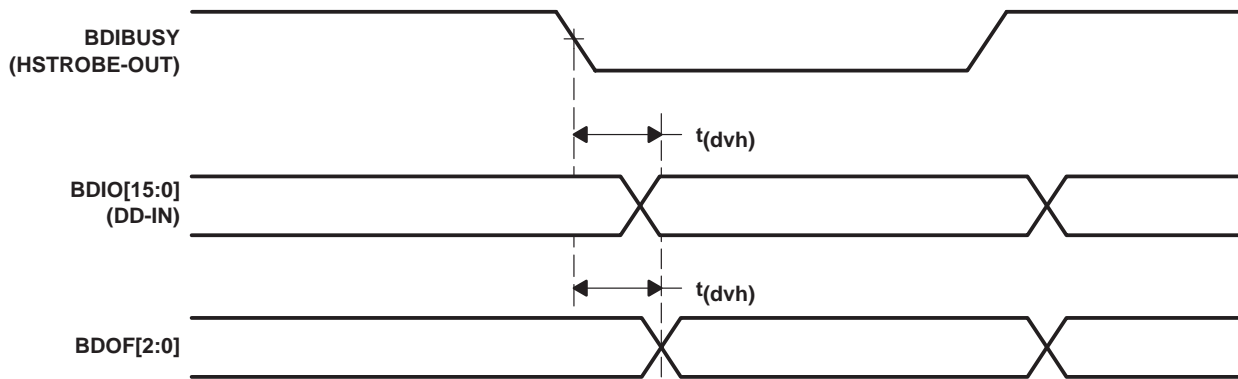 BDIBUSY
(HSTROBE-OUT)
t(dvh)
BDIO[15:0]
(DD-IN)
t(dvh)
BDOF[2:0]